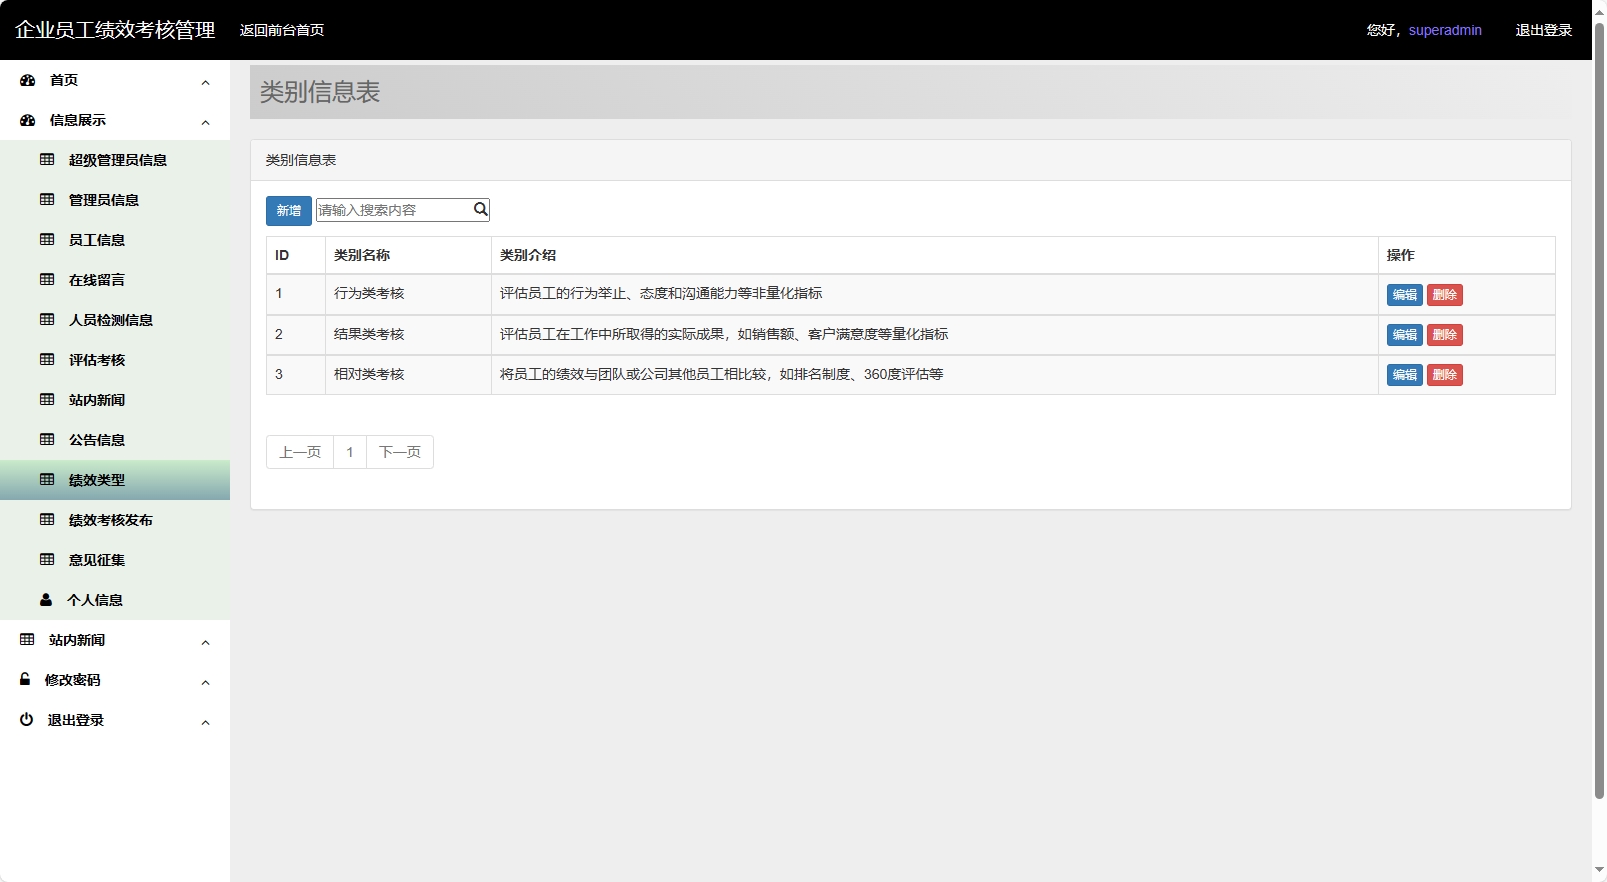 企业员工绩效考核管理 返回前台首页 您好，superadmin 退出登录
首页
信息展示
超级管理员信息
管理员信息
员工信息
在线留言
人员检测信息
评估考核
站内新闻
公告信息
绩效类型
绩效考核发布
意见征集
个人信息
站内新闻
修改密码
退出登录
类别信息表
类别信息表
新增 请输入搜索内容
ID 类别名称 类别介绍 操作
1 行为类考核 评估员工的行为举止、态度和沟通能力等非量化指标 编辑 删除
2 结果类考核 评估员工在工作中所取得的实际成果，如销售额、客户满意度等量化指标 编辑 删除
3 相对类考核 将员工的绩效与团队或公司其他员工相比较，如排名制度、360度评估等 编辑 删除
上一页 1 下一页